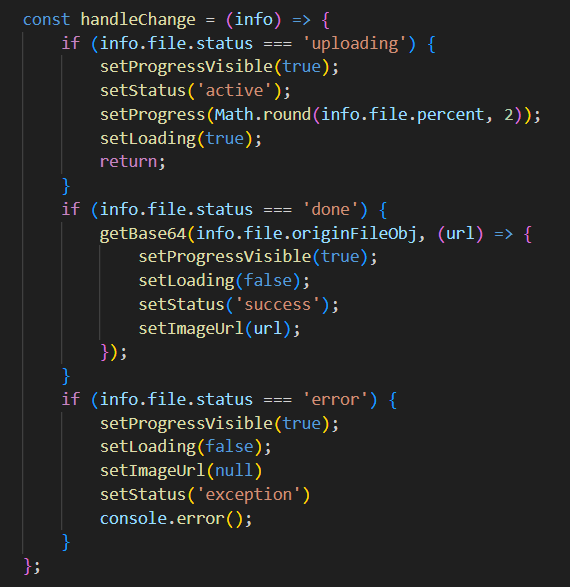 const handleChange = (info) => {
    if (info.file.status === 'uploading') {
        setProgressVisible(true);
        setStatus('active');
        setProgress(Math.round(info.file.percent, 2));
        setLoading(true);
        return;
    }
    if (info.file.status === 'done') {
        getBase64(info.file.originFileObj, (url) => {
            setProgressVisible(true);
            setLoading(false);
            setStatus('success');
            setImageUrl(url);
        });
    }
    if (info.file.status === 'error') {
        setProgressVisible(true);
        setLoading(false);
        setImageUrl(null)
        setStatus('exception')
        console.error();
    }
};